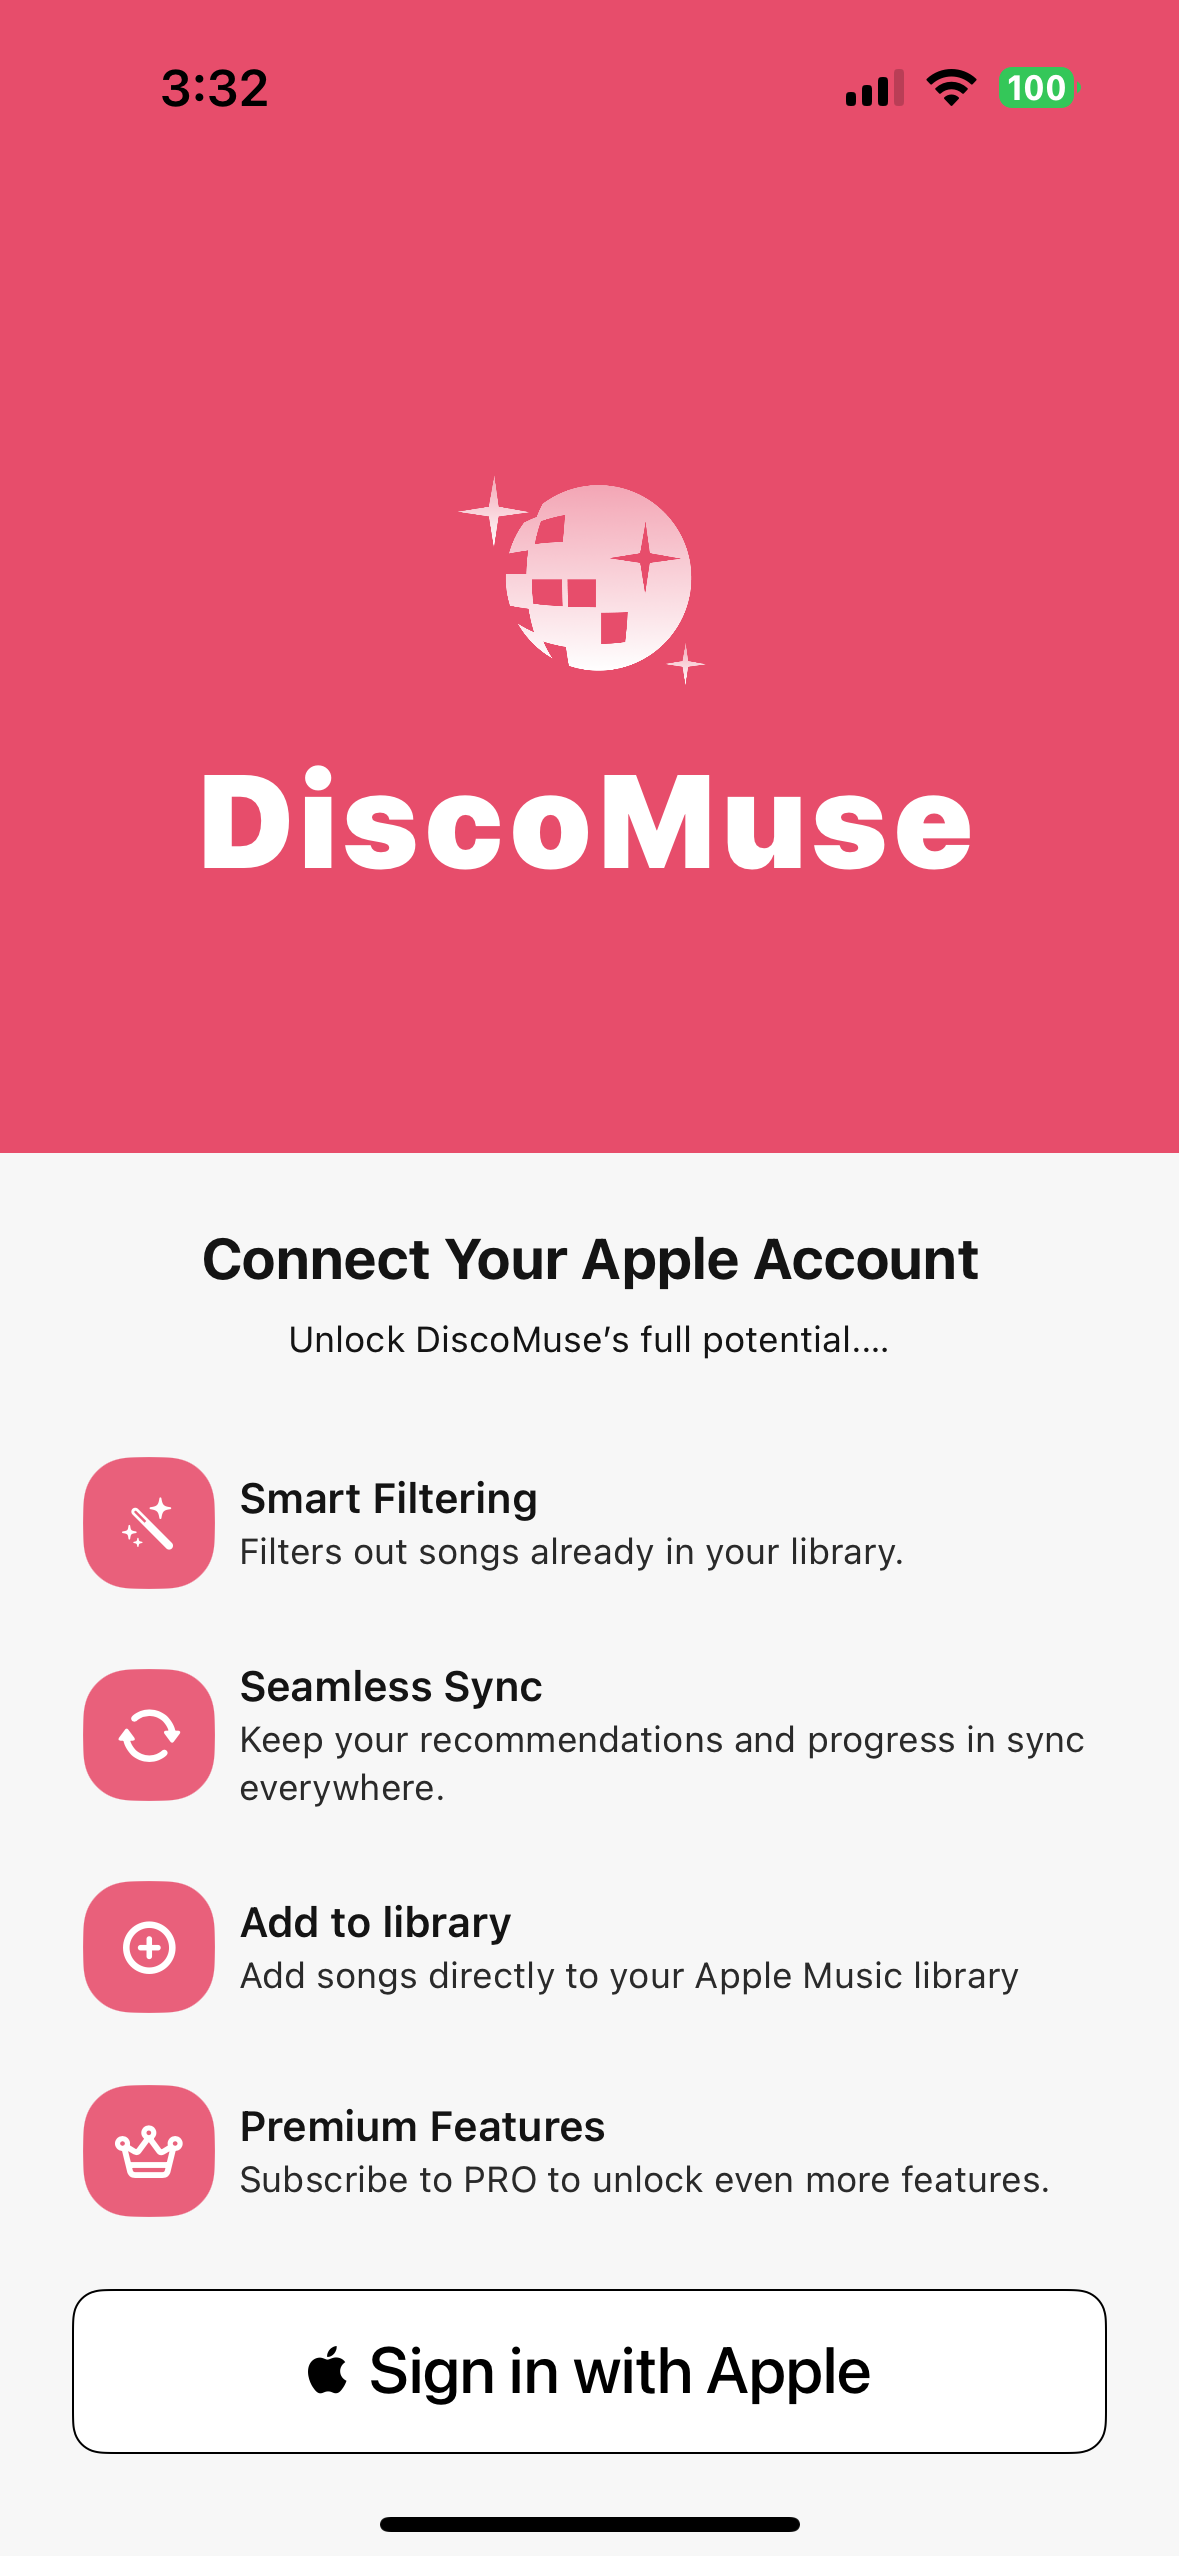 3:32
100
DiscoMuse
Connect Your Apple Account
Unlock DiscoMuse’s full potential....
Smart Filtering
Filters out songs already in your library.
Seamless Sync
Keep your recommendations and progress in sync
everywhere.
Add to library
Add songs directly to your Apple Music library
Premium Features
Subscribe to PRO to unlock even more features.
Sign in with Apple